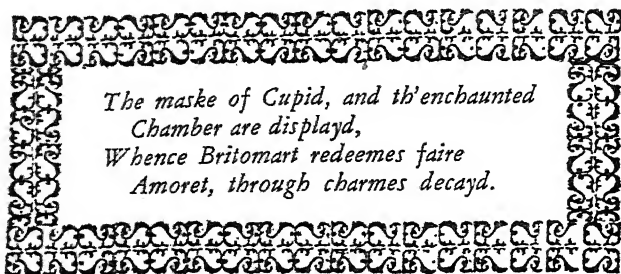 The maske of Cupid, and th'enchaunted
Chamber are displayd,
Whence Britomart redeemes faire
Amoret, through charmes decayd.